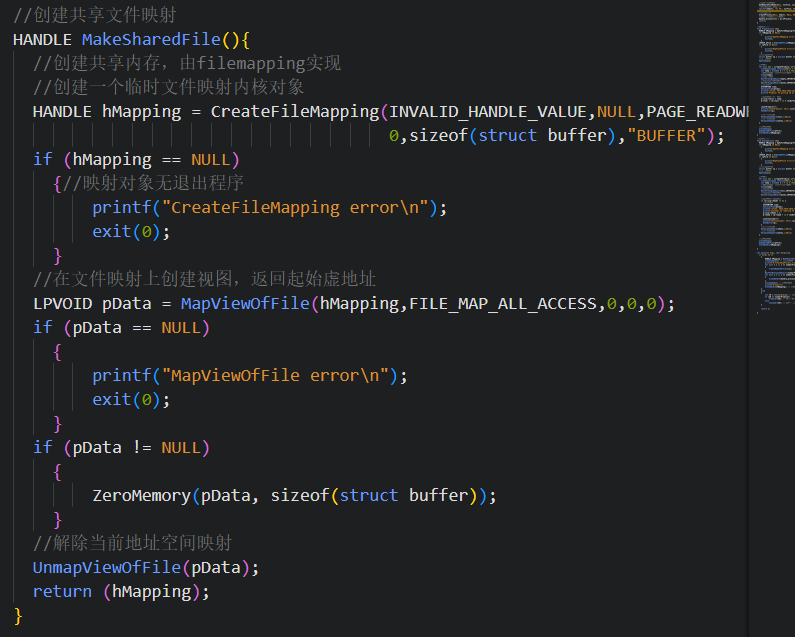 //创建共享文件映射
HANDLE MakeSharedFile(){
//创建共享内存，由filemapping实现
//创建一个临时文件映射内核对象
HANDLE hMapping = CreateFileMapping(INVALID_HANDLE_VALUE,NULL,
0,sizeof(struct buffer),"BUFFER");
if (hMapping == NULL)
{//映射对象无退出程序
printf("CreateFileMapping error\n");
exit(0);
}
//在文件映射上创建视图，返回起始虚地址
LPVOID pData = MapViewOfFile(hMapping,FILE_MAP_ALL_ACCESS,0,0,0);
if (pData == NULL)
{
printf("MapViewOfFile error\n");
exit(0);
}
if (pData != NULL)
{
ZeroMemory(pData, sizeof(struct buffer));
}
//解除当前地址空间映射
UnmapViewOfFile(pData);
return (hMapping);
}